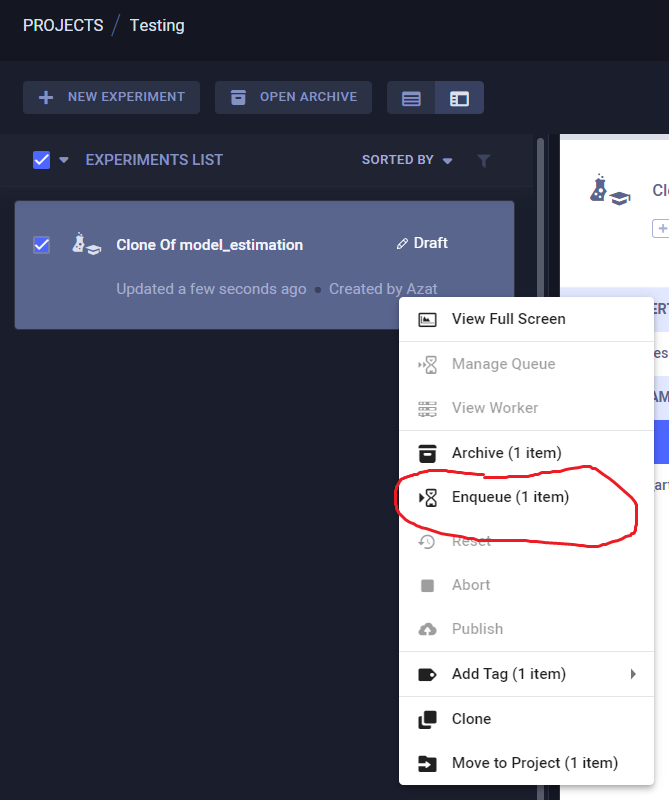 PROJECTS / Testing
NEW EXPERIMENT
OPEN ARCHIVE
EXPERIMENTS LIST
SORTED BY
Clone Of model_estimation
Draft
Updated a few seconds ago • Created by Azat
View Full Screen
Manage Queue
View Worker
Archive (1 item)
Enqueue (1 item)
Reset
Abort
Publish
Add Tag (1 item)
Clone
Move to Project (1 item)